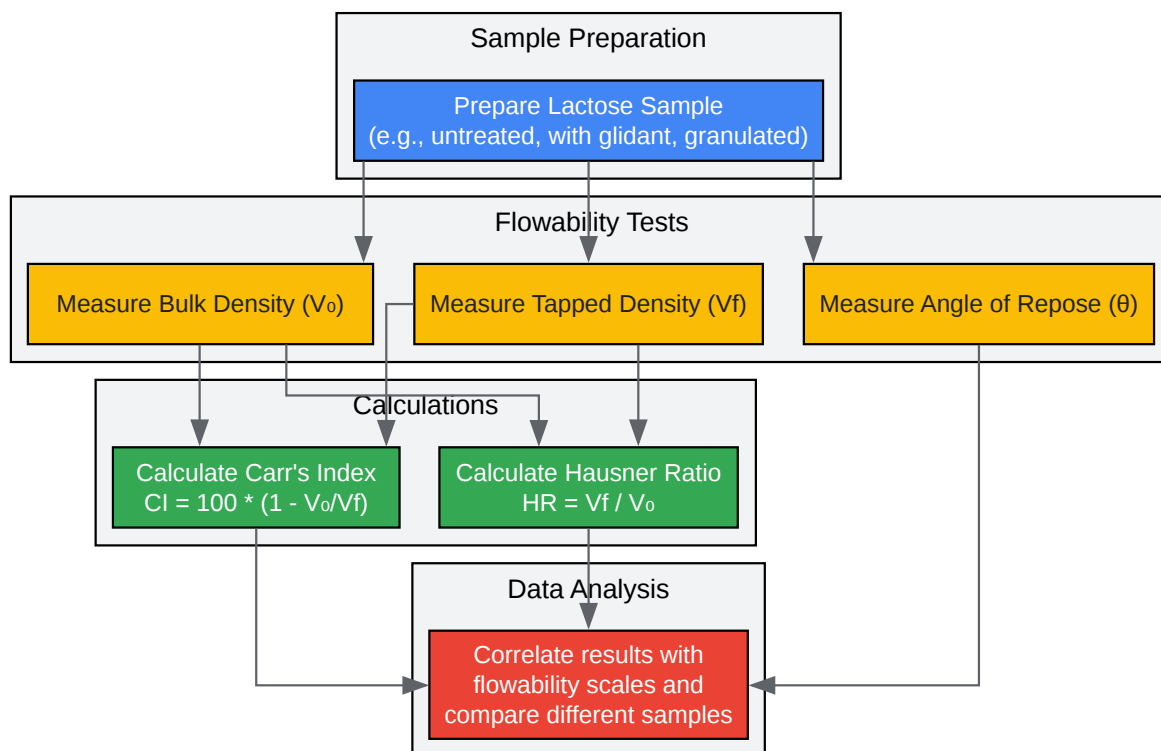 Sample Preparation
Prepare Lactose Sample
(e.g., untreated, with glidant, granulated)
Flowability Tests
Measure Bulk Density (V₀)
Measure Tapped Density (Vf)
Measure Angle of Repose (θ)
Calculations
Calculate Carr's Index
CI = 100 * (1 - V₀/Vf)
Calculate Hausner Ratio
HR = Vf / V₀
Data Analysis
Correlate results with
flowability scales and
compare different samples